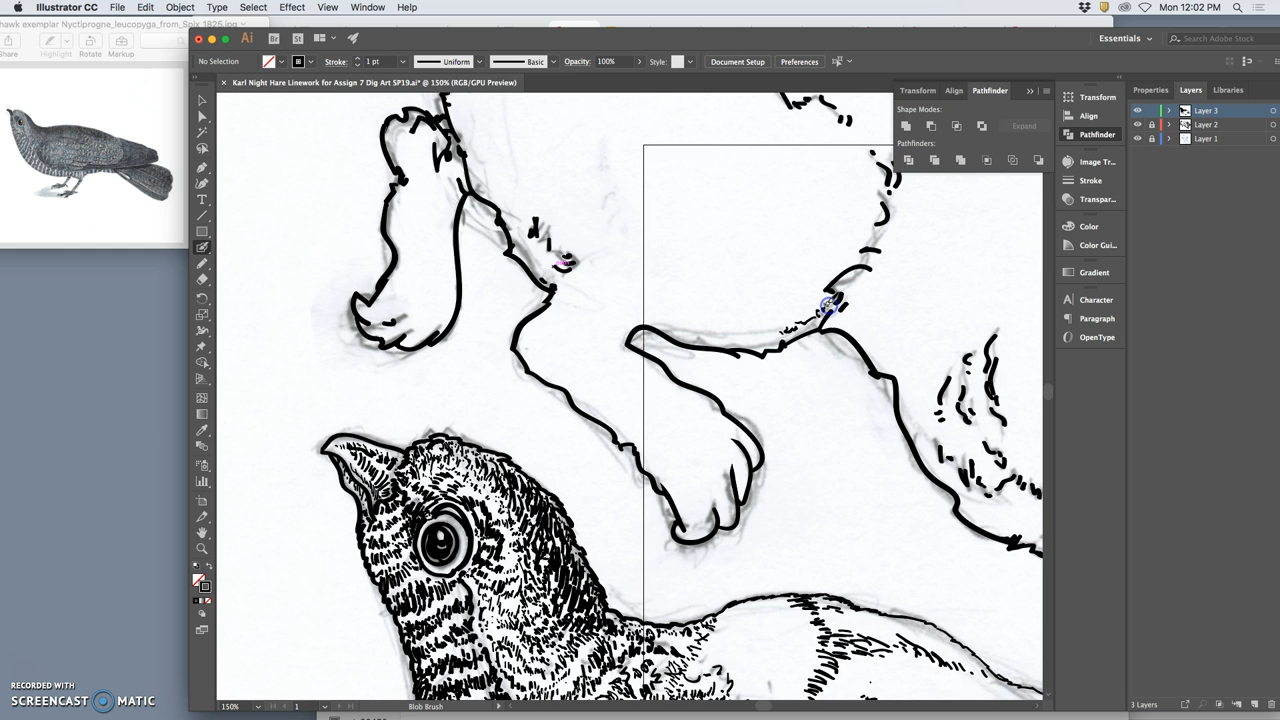 Illustrator CC File Edit Object Type Select Effect View Window Help
Mon 12:02 PM
hawk exemplar Nyctiprogne_leucopyga_from_Spix 1825.jpg
Share Highlight Rotate Markup
Ai Br St
Essentials
Search Adobe Stock
No Selection Stroke: 1 pt Uniform Basic Opacity: 100% Style: Document Setup Preferences
Karl Night Hare Linework for Assign 7 Dig Art SP19.ai* @ 150% (RGB/GPU Preview)
Transform Align Pathfinder
Shape Modes:
Expand
Pathfinders:
Transform
Align
Pathfinder
Image Tr...
Stroke
Transpar...
Color
Color Gui...
Gradient
Character
Paragraph
OpenType
Properties Layers Libraries
Layer 3
Layer 2
Layer 1
3 Layers
150% 1 Blob Brush
RECORDED WITH
SCREENCAST MATIC